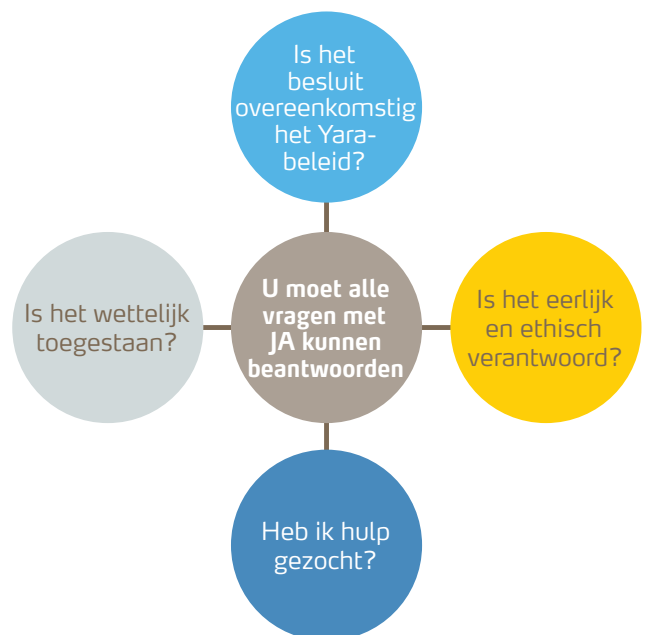 Is het
besluit
overeenkomstig
het Yara-
beleid?
Is het wettelijk
toegestaan?
U moet alle
vragen met
JA kunnen
beantwoorden
Is het eerlijk
en ethisch
verantwoord?
Heb ik hulp
gezocht?